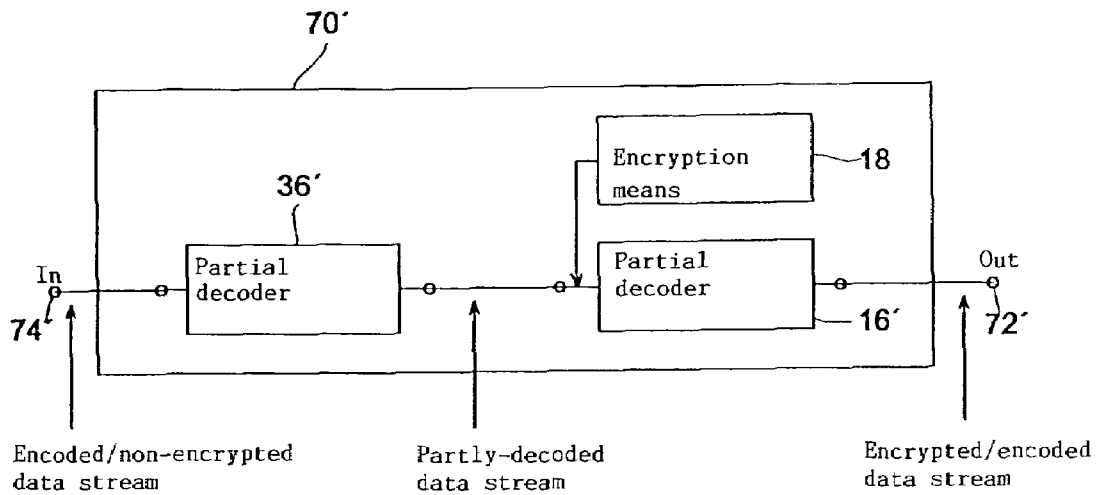 70´
Encryption
means
18
36´
Partial
decoder
Partial
decoder
In
Out
74´
16´
72´
Encoded/non-encrypted
data stream
Partly-decoded
data stream
Encrypted/encoded
data stream